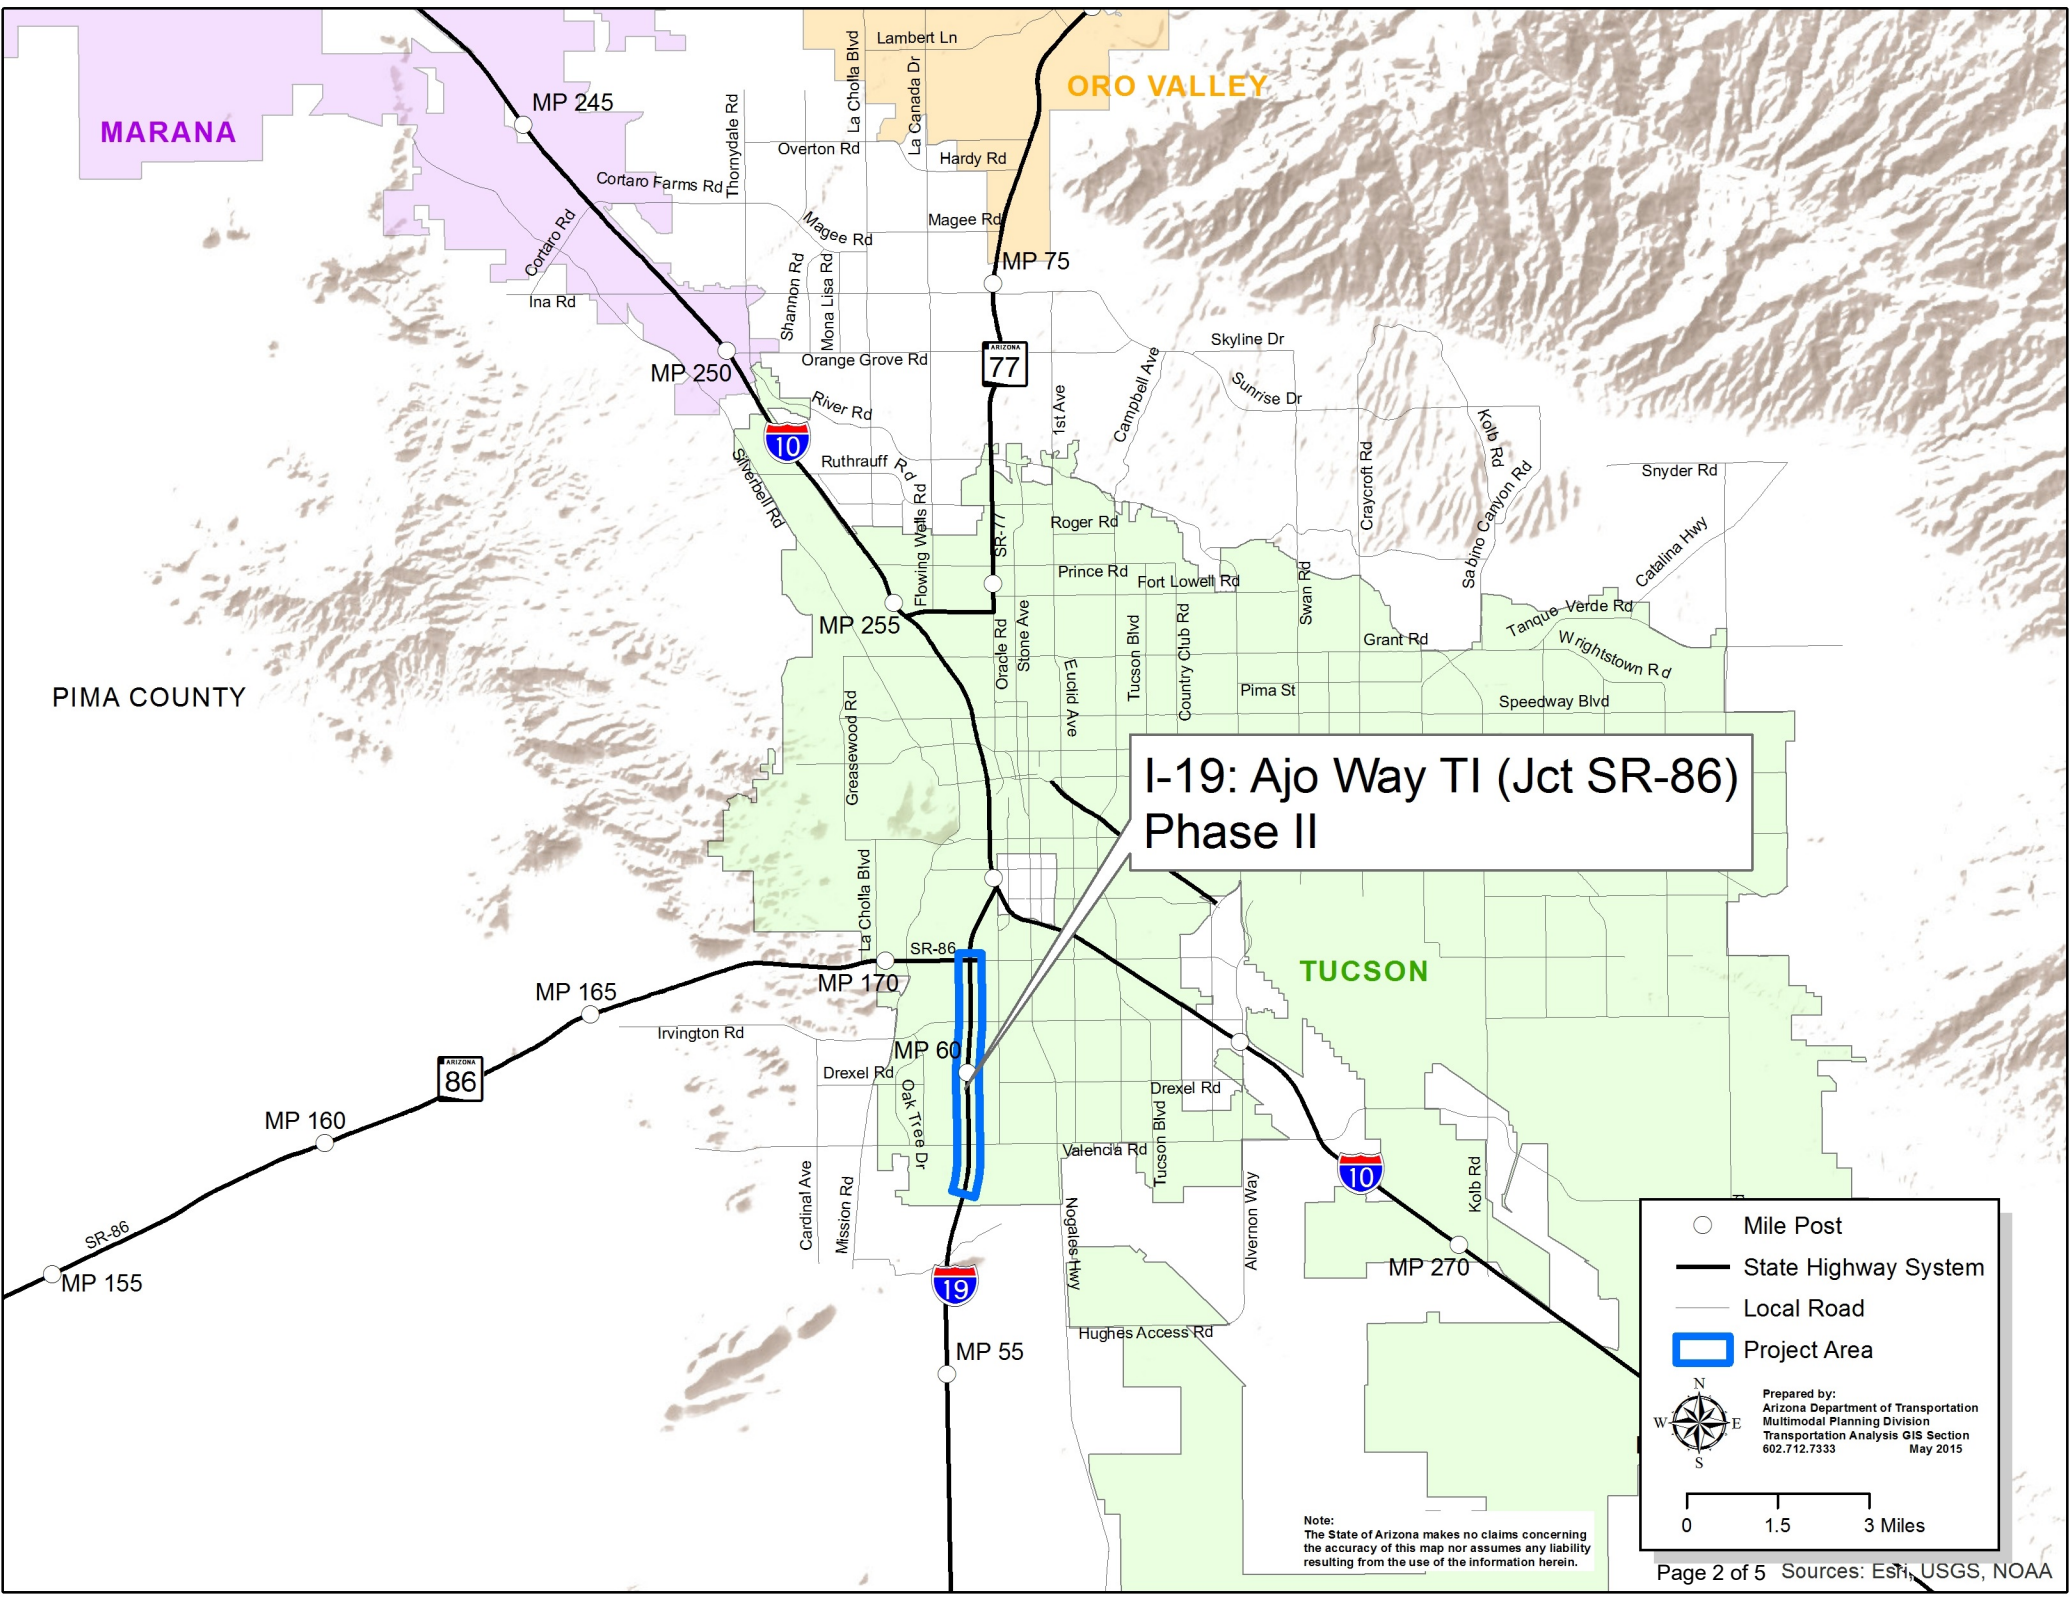 Lambert Ln
La Cholla Blvd
La Canada Dr
ORO VALLEY
MP 245
MARANA
Thornydale Rd
Overton Rd
Hardy Rd
Cortaro Farms Rd
Magee Rd
Magee Rd
Cortaro Rd
MP 75
Shannon Rd
Mona Lisa Rd
Ina Rd
Skyline Dr
ARIZONA
77
Orange Grove Rd
MP 250
Campbell Ave
Sunrise Dr
1st Ave
River Rd
Kolb Rd
10
Ruthrauff Rd
Craycroft Rd
Snyder Rd
Silverbell Rd
Flowing Wells Rd
SR-77
Roger Rd
Sabino Canyon Rd
Catalina Hwy
Prince Rd
Fort Lowell Rd
Swan Rd
MP 255
Oracle Rd
Stone Ave
Tucson Blvd
Country Club Rd
Tanque Verde Rd
Grant Rd
Wrightstown Rd
PIMA COUNTY
Euclid Ave
Pima St
Speedway Blvd
Greasewood Rd
I-19: Ajo Way TI (Jct SR-86)
Phase II
La Cholla Blvd
SR-86
TUCSON
MP 170
MP 165
Irvington Rd
MP 60
ARIZONA
86
Drexel Rd
Drexel Rd
Oak Tree Dr
MP 160
Valencia Rd
Tucson Blvd
10
Cardinal Ave
Mission Rd
Nogales Hwy
Alvernon Way
Kolb Rd
SR-86
MP 155
MP 270
19
Hughes Access Rd
MP 55
Mile Post
State Highway System
Local Road
Project Area
N
W
E
S
Prepared by:
Arizona Department of Transportation
Multimodal Planning Division
Transportation Analysis GIS Section
602.712.7333 May 2015
0 1.5 3 Miles
Note:
The State of Arizona makes no claims concerning
the accuracy of this map nor assumes any liability
resulting from the use of the information herein.
Page 2 of 5
Sources: Esri, USGS, NOAA